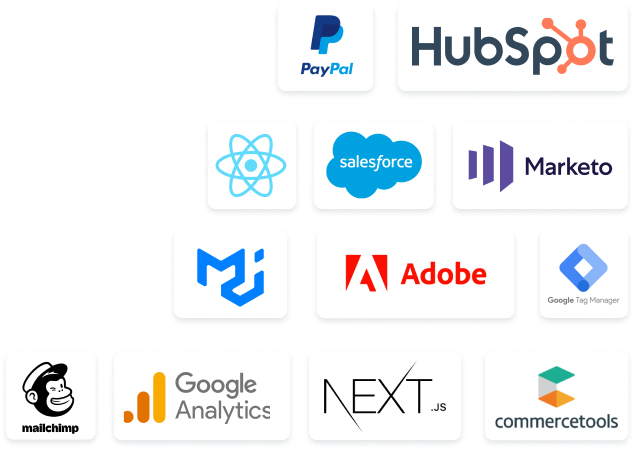 PayPal
HubSpot
salesforce
Marketo
Adobe
Google Tag Manager
mailchimp
Google
Analytics
NEXT.JS
commercetools